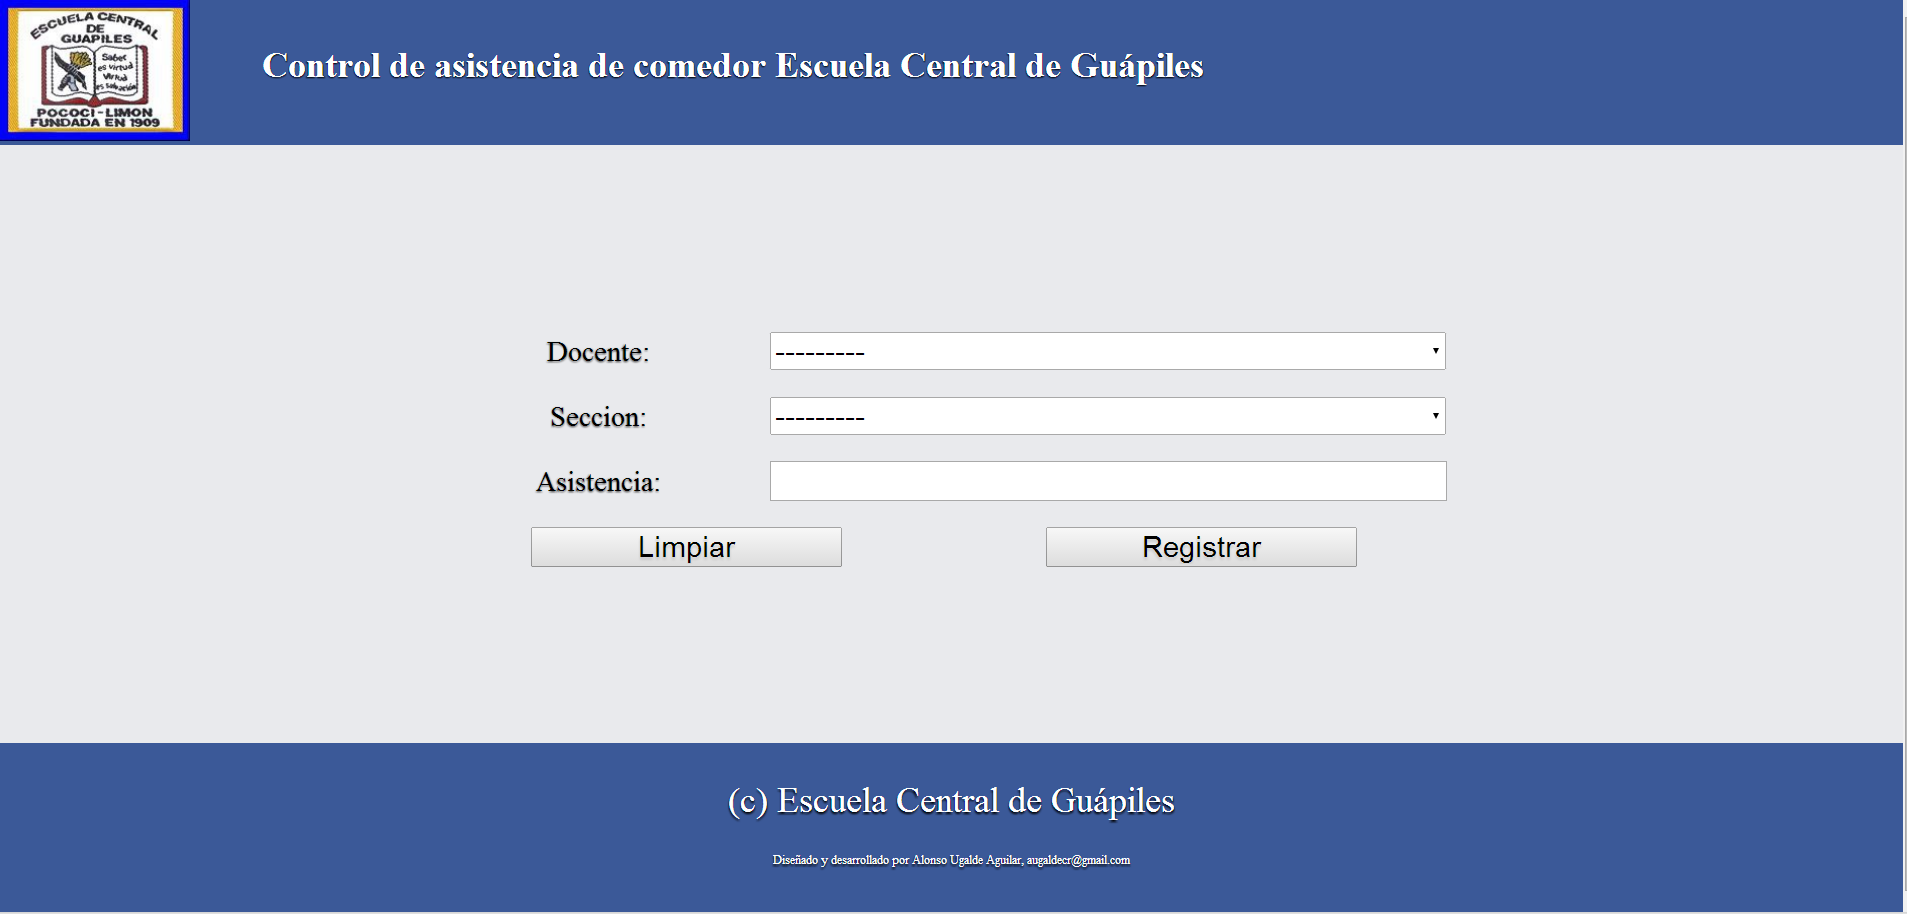 ESCUELA CENTRAL
DE
GUAPILES
Saber
es virtud
Virtud
es salvación
POCOCI-LIMON
FUNDADA EN 1909
Control de asistencia de comedor Escuela Central de Guápiles
Docente: ---------
Seccion: ---------
Asistencia:
Limpiar Registrar
(c) Escuela Central de Guápiles
Diseñado y desarrollado por Alonso Ugalde Aguilar, augaldecr@gmail.com